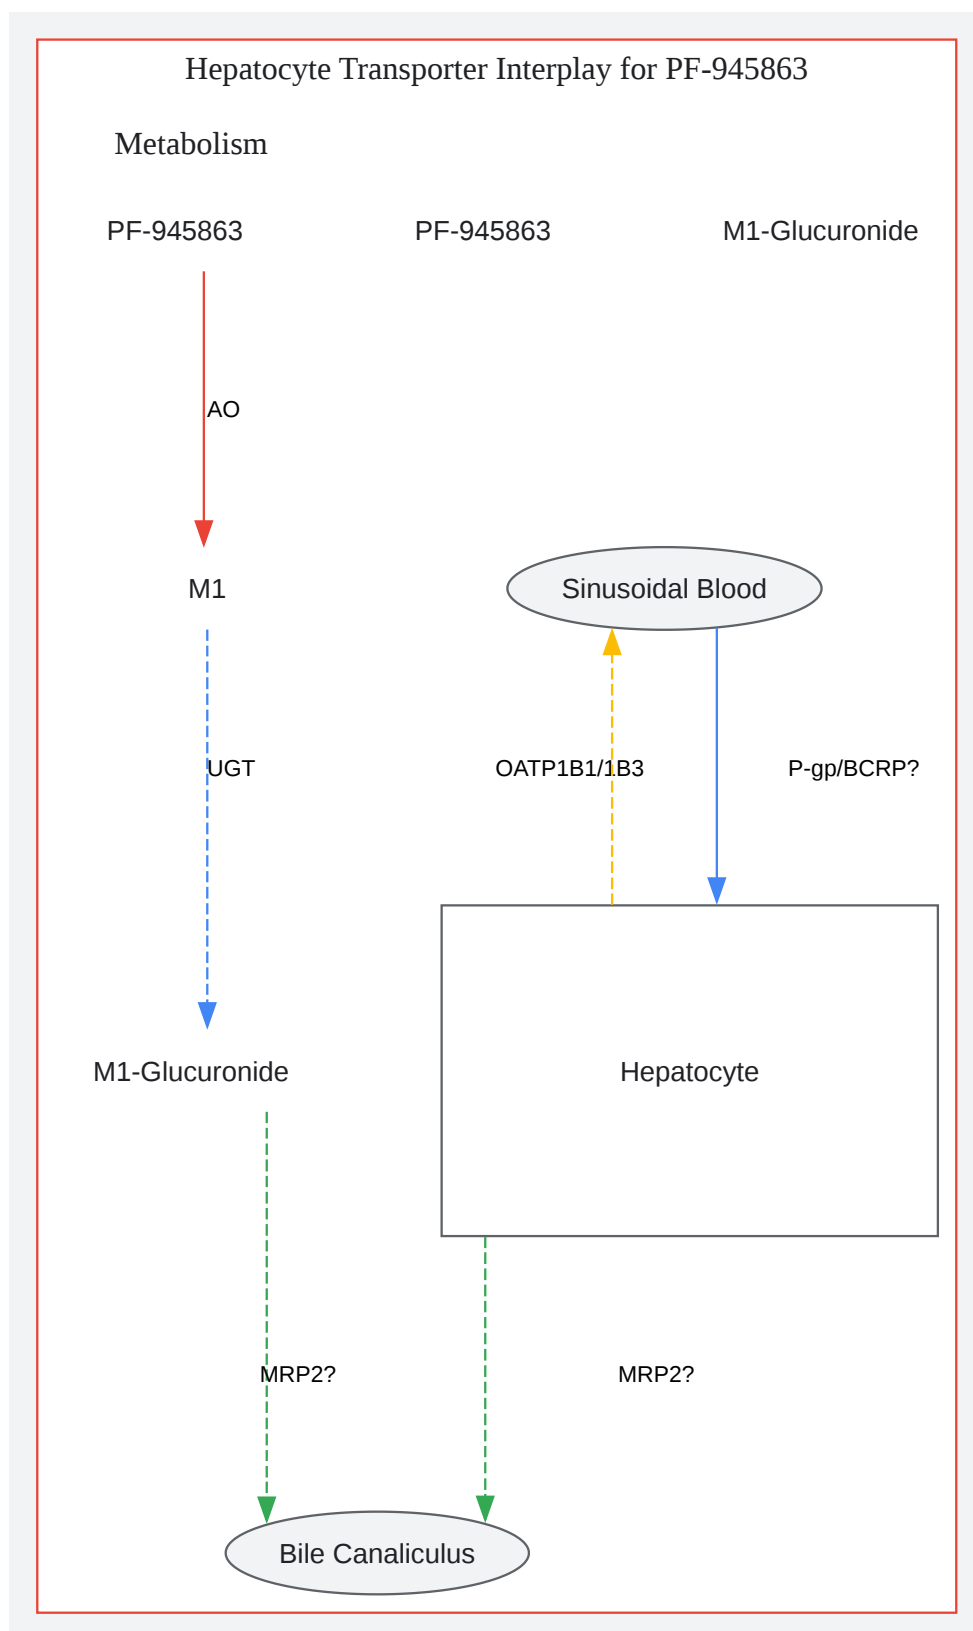 Hepatocyte Transporter Interplay for PF-945863
Metabolism
PF-945863
PF-945863
M1-Glucuronide
AO
M1
Sinusoidal Blood
UGT
OATP1B1/1B3
P-gp/BCRP?
M1-Glucuronide
Hepatocyte
MRP2?
MRP2?
Bile Canaliculus